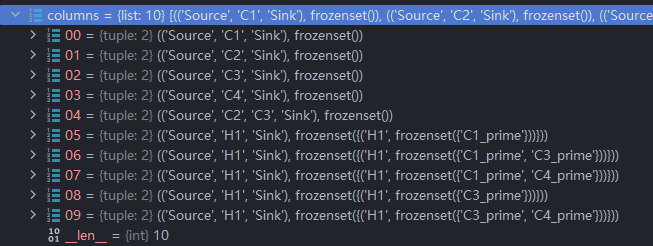 columns = {list: 10} [(('Source', 'C1', 'Sink'), frozenset()), (('Source', 'C2', 'Sink'), frozenset()), (('Sourc
00 = {tuple: 2} (('Source', 'C1', 'Sink'), frozenset())
01 = {tuple: 2} (('Source', 'C2', 'Sink'), frozenset())
02 = {tuple: 2} (('Source', 'C3', 'Sink'), frozenset())
03 = {tuple: 2} (('Source', 'C4', 'Sink'), frozenset())
04 = {tuple: 2} (('Source', 'C2', 'C3', 'Sink'), frozenset())
05 = {tuple: 2} (('Source', 'H1', 'Sink'), frozenset({('H1', frozenset({'C1_prime'}))}))
06 = {tuple: 2} (('Source', 'H1', 'Sink'), frozenset({('H1', frozenset({'C1_prime', 'C3_prime'}))}))
07 = {tuple: 2} (('Source', 'H1', 'Sink'), frozenset({('H1', frozenset({'C1_prime', 'C4_prime'}))}))
08 = {tuple: 2} (('Source', 'H1', 'Sink'), frozenset({('H1', frozenset({'C3_prime'}))}))
09 = {tuple: 2} (('Source', 'H1', 'Sink'), frozenset({('H1', frozenset({'C3_prime', 'C4_prime'}))}))
__len__ = {int} 10